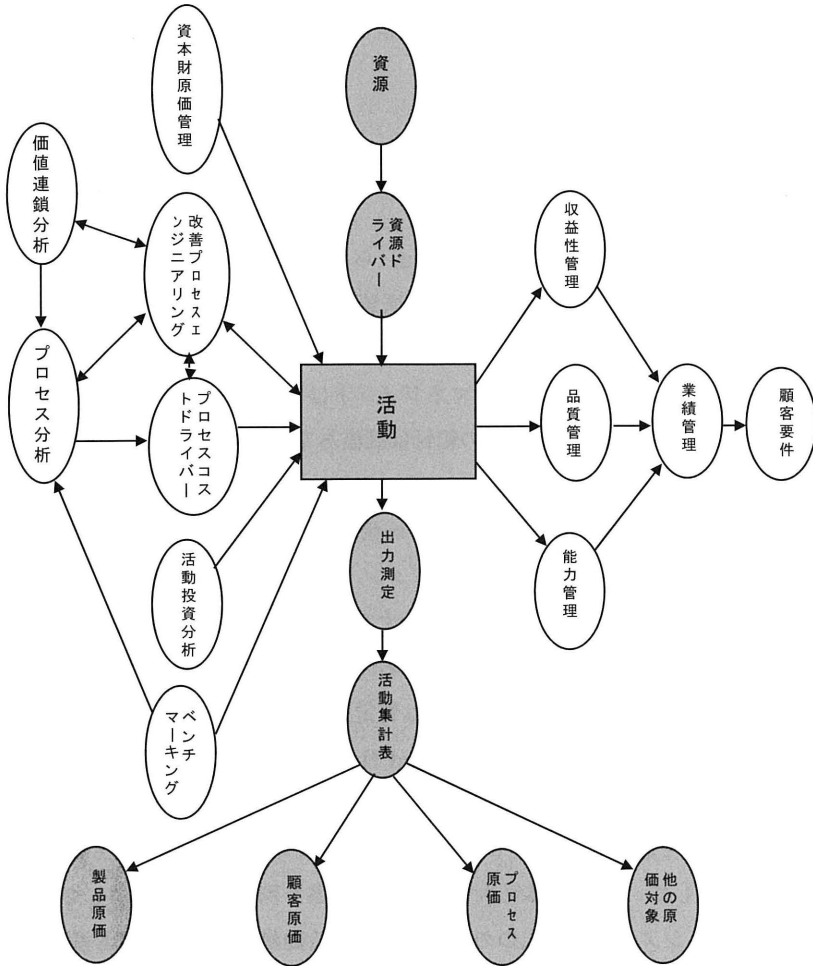 資本財原価管理
資源
価値連鎖分析
改善プロセスエ
ンジニアリング
資源ド
ライバー
収益性管理
プロセス分析
プロセスコス
トドライバー
活動
品質管理
業績管理
顧客要件
活動投資分析
出力測定
能力管理
ベンチ
マーキング
活動集計表
製品原価
顧客原価
プロセス
原価
他の原
価対象